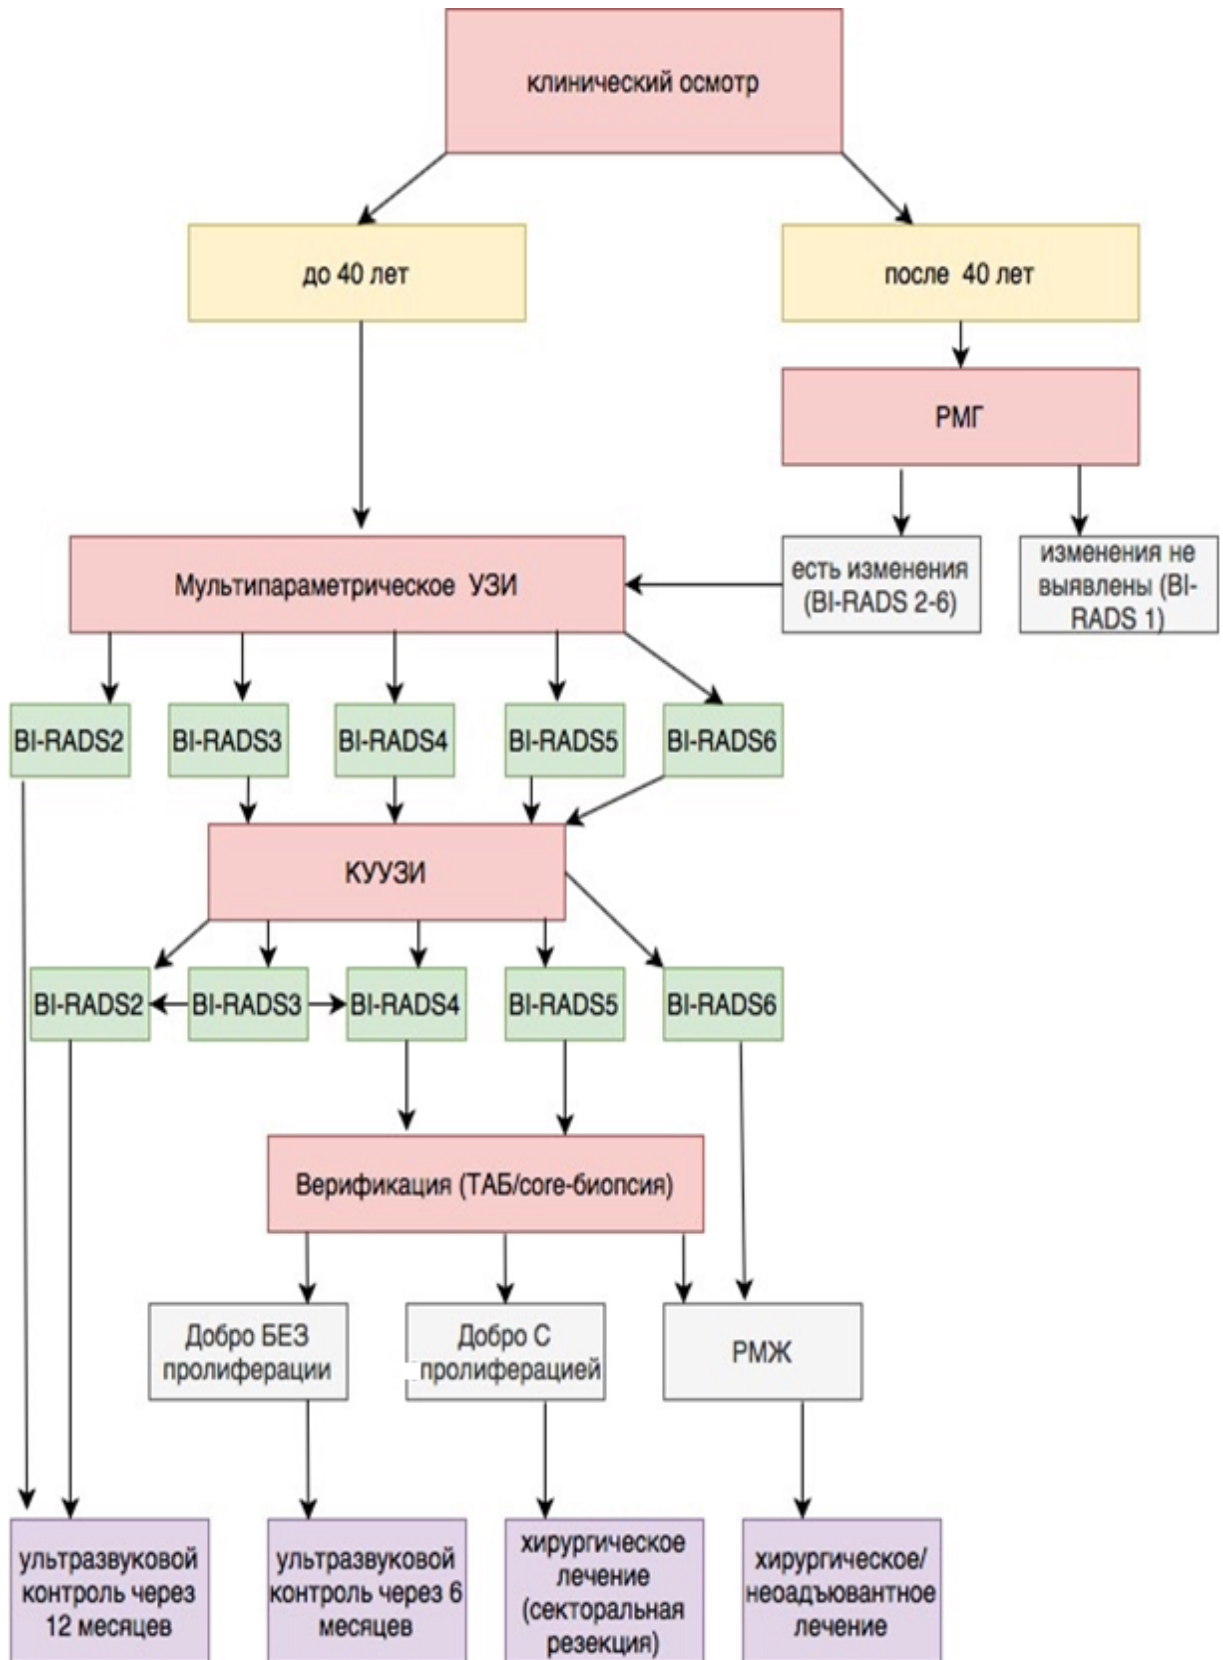 клинический осмотр
до 40 лет
после 40 лет
РМГ
Мультипараметрическое УЗИ
есть изменения
(BI-RADS 2-6)
изменения не
выявлены (BI-
RADS 1)
BI-RADS2
BI-RADS3
BI-RADS4
BI-RADS5
BI-RADS6
КУУЗИ
BI-RADS2
BI-RADS3
BI-RADS4
BI-RADS5
BI-RADS6
Верификация (ТАБ/core-биопсия)
Добро БЕЗ
пролиферации
Добро С
пролиферацией
РМЖ
ультразвуковой
контроль через
12 месяцев
ультразвуковой
контроль через 6
месяцев
хирургическое
лечение
(секторальная
резекция)
хирургическое/
неоадъювантное
лечение